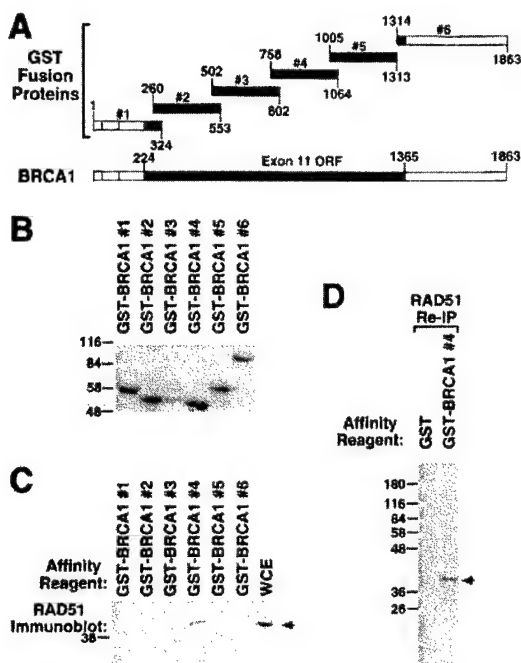 A
GST
Fusion
Proteins
1
#1
324
260
#2
553
502
#3
802
758
#4
1064
1005
#5
1313
1314
#6
1863
BRCA1
224
Exon 11 ORF
1365
1863
B
GST-BRCA1 #1
GST-BRCA1 #2
GST-BRCA1 #3
GST-BRCA1 #4
GST-BRCA1 #5
GST-BRCA1 #6
116
84
58
48
C
Affinity
Reagent:
GST-BRCA1 #1
GST-BRCA1 #2
GST-BRCA1 #3
GST-BRCA1 #4
GST-BRCA1 #5
GST-BRCA1 #6
WCE
RAD51
Immunoblot:
36
D
RAD51
Re-IP
Affinity
Reagent:
GST
GST-BRCA1 #4
180
116
84
58
48
36
26